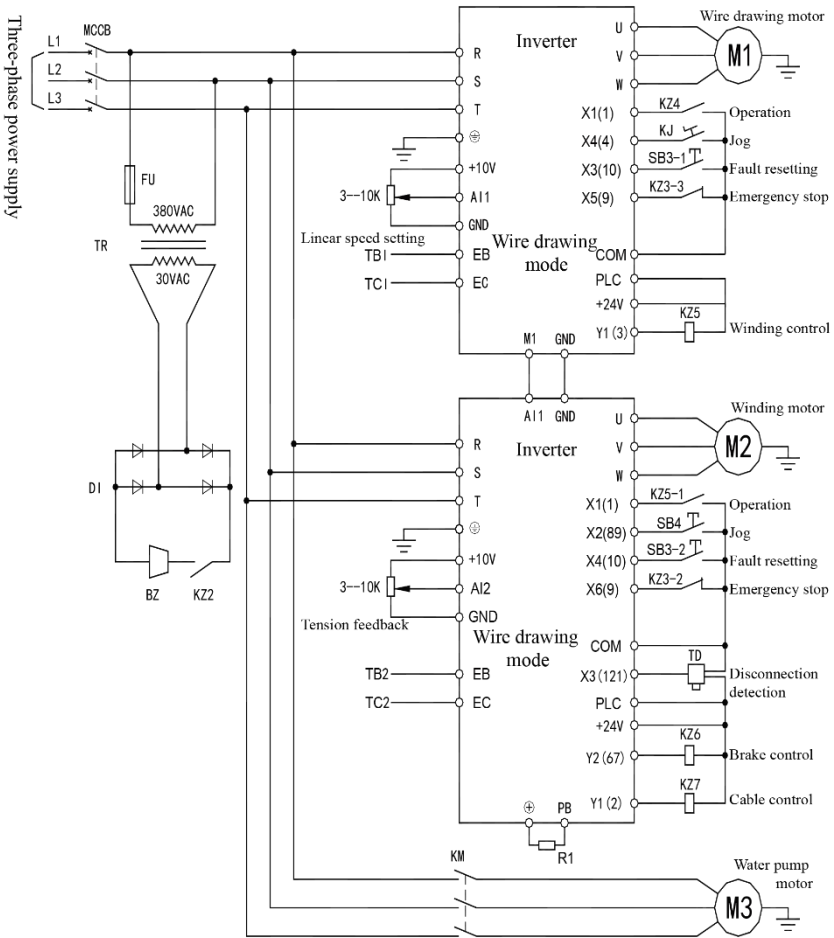 Three-phase power supply
L1
L2
L3
MCCB
FU
380VAC
TR
30VAC
DI
BZ
KZ2
Inverter
R
S
T
+10V
3--10K
AI1
GND
Linear speed setting
TB1
EB
TC1
EC
Wire drawing
mode
U
V
W
Wire drawing motor
M1
X1(1)
KZ4
Operation
X4(4)
KJ
Jog
X3(10)
SB3-1
Fault resetting
X5(9)
KZ3-3
Emergency stop
COM
PLC
+24V
Y1(3)
KZ5
Winding control
M1
GND
AI1
GND
Inverter
R
S
T
+10V
3--10K
AI2
GND
Tension feedback
Wire drawing
mode
TB2
EB
TC2
EC
U
V
W
Winding motor
M2
X1(1)
KZ5-1
Operation
X2(89)
SB4
Jog
X4(10)
SB3-2
Fault resetting
X6(9)
KZ3-2
Emergency stop
COM
TD
X3(121)
Disconnection
detection
PLC
+24V
Y2(67)
KZ6
Brake control
Y1(2)
KZ7
Cable control
PB
R1
KM
Water pump
motor
M3